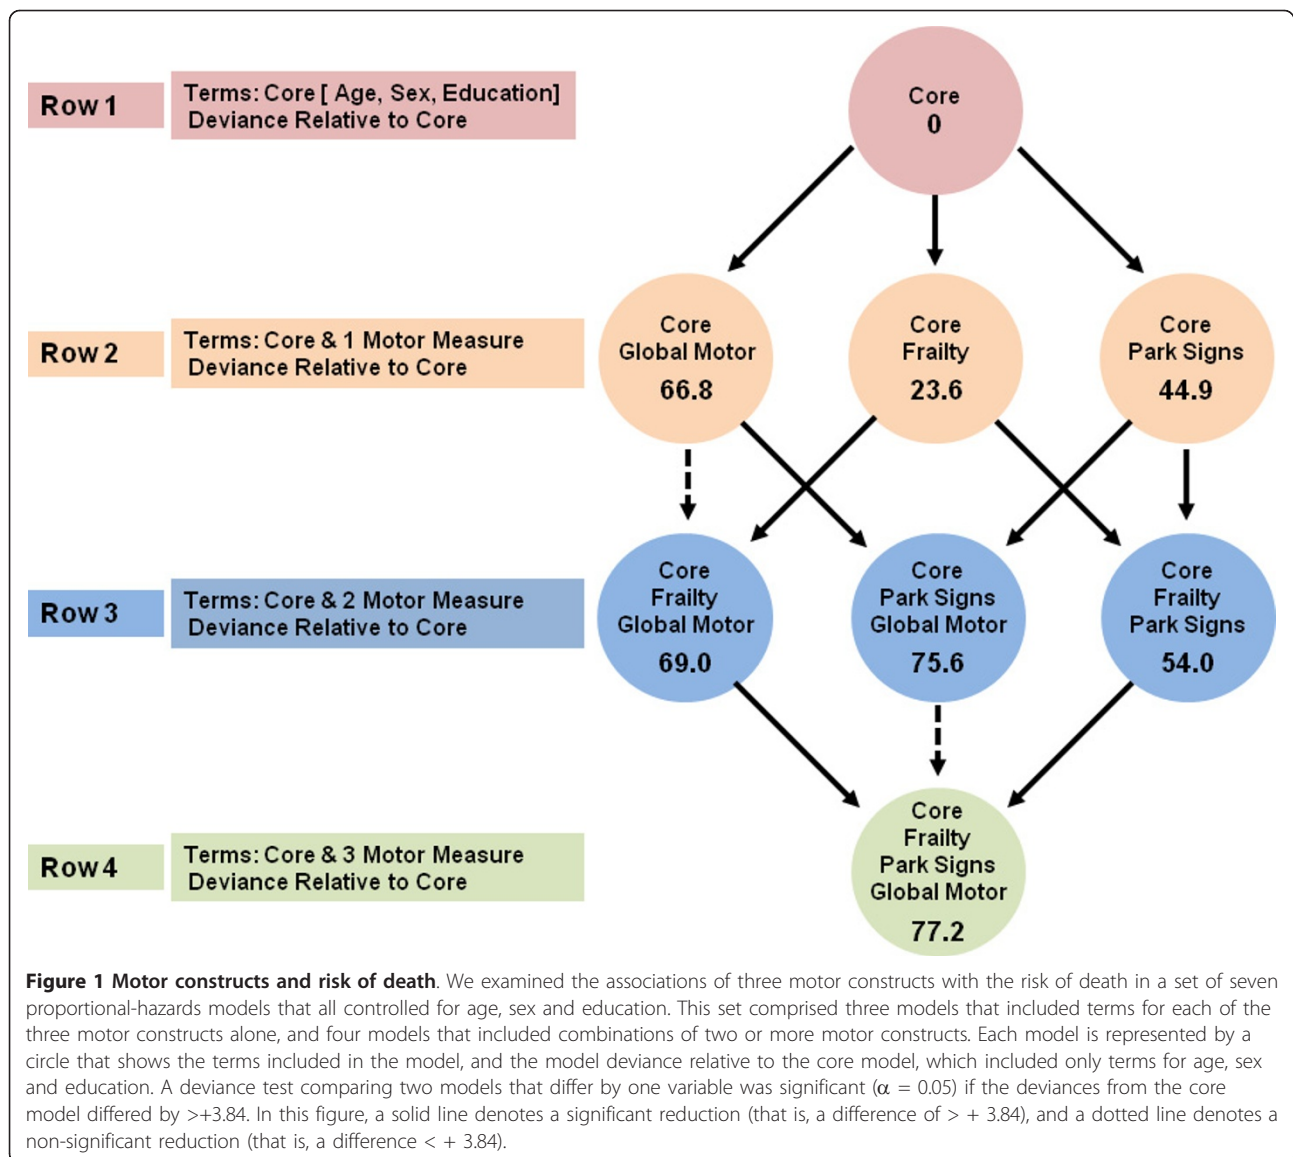 Core
0
Row 1
Terms: Core [ Age, Sex, Education]
Deviance Relative to Core
Row 2
Terms: Core & 1 Motor Measure
Deviance Relative to Core
Core
Global Motor
66.8
Core
Frailty
23.6
Core
Park Signs
44.9
Row 3
Terms: Core & 2 Motor Measure
Deviance Relative to Core
Core
Frailty
Global Motor
69.0
Core
Park Signs
Global Motor
75.6
Core
Frailty
Park Signs
54.0
Row 4
Terms: Core & 3 Motor Measure
Deviance Relative to Core
Core
Frailty
Park Signs
Global Motor
77.2
Figure 1 Motor constructs and risk of death. We examined the associations of three motor constructs with the risk of death in a set of seven
proportional-hazards models that all controlled for age, sex and education. This set comprised three models that included terms for each of the
three motor constructs alone, and four models that included combinations of two or more motor constructs. Each model is represented by a
circle that shows the terms included in the model, and the model deviance relative to the core model, which included only terms for age, sex
and education. A deviance test comparing two models that differ by one variable was significant (α = 0.05) if the deviances from the core
model differed by >+3.84. In this figure, a solid line denotes a significant reduction (that is, a difference of > + 3.84), and a dotted line denotes a
non-significant reduction (that is, a difference < + 3.84).